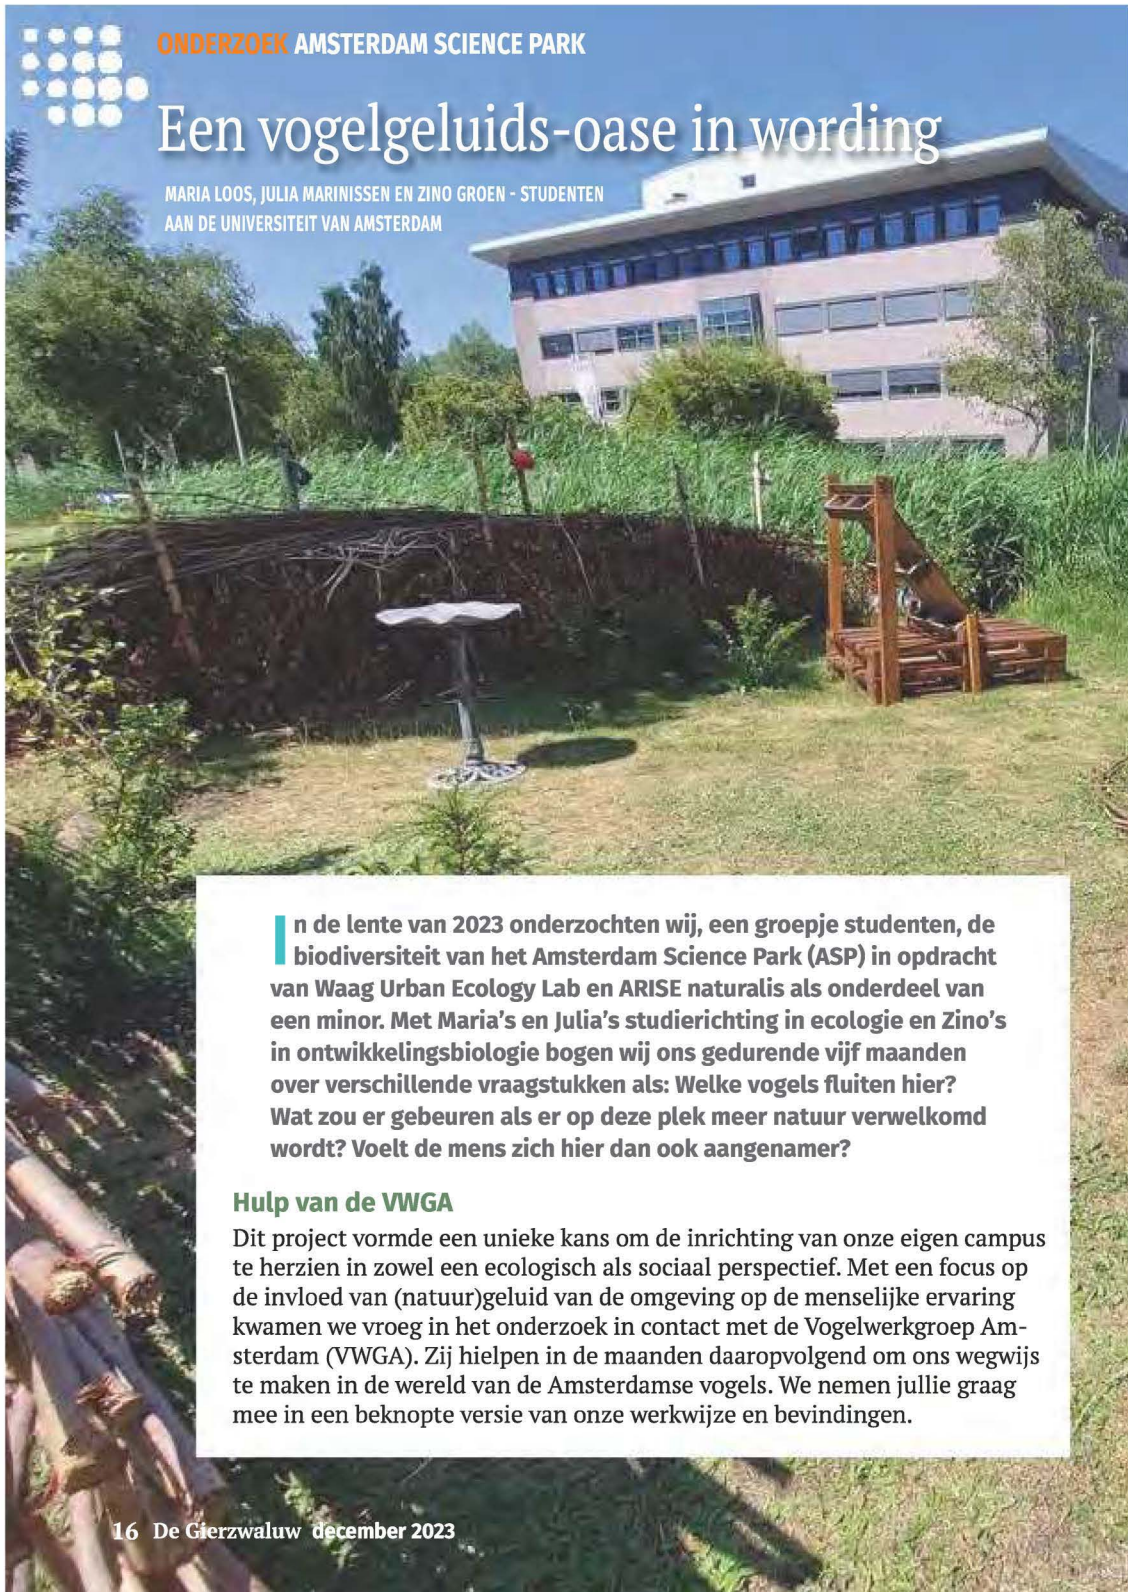 ONDERZOEK AMSTERDAM SCIENCE PARK
Een vogelgeluids-oase in wording
MARIA LOOS, JULIA MARINISSEN EN ZINO GROEN - STUDENTEN
AAN DE UNIVERSITEIT VAN AMSTERDAM
In de lente van 2023 onderzochten wij, een groepje studenten, de
biodiversiteit van het Amsterdam Science Park (ASP) in opdracht
van Waag Urban Ecology Lab en ARISE naturalis als onderdeel van
een minor. Met Maria's en Julia's studierichting in ecologie en Zino's
in ontwikkelingsbiologie bogen wij ons gedurende vijf maanden
over verschillende vraagstukken als: Welke vogels fluiten hier?
Wat zou er gebeuren als er op deze plek meer natuur verwelkomd
wordt? Voelt de mens zich hier dan ook aangenamer?
Hulp van de VWGA
Dit project vormde een unieke kans om de inrichting van onze eigen campus
te herzien in zowel een ecologisch als sociaal perspectief. Met een focus op
de invloed van (natuur)geluid van de omgeving op de menselijke ervaring
kwamen we vroeg in het onderzoek in contact met de Vogelwerkgroep Am-
sterdam (VWGA). Zij hielpen in de maanden daaropvolgend om ons wegwijs
te maken in de wereld van de Amsterdamse vogels. We nemen jullie graag
mee in een beknopte versie van onze werkwijze en bevindingen.
16 De Gierzwaluw december 2023